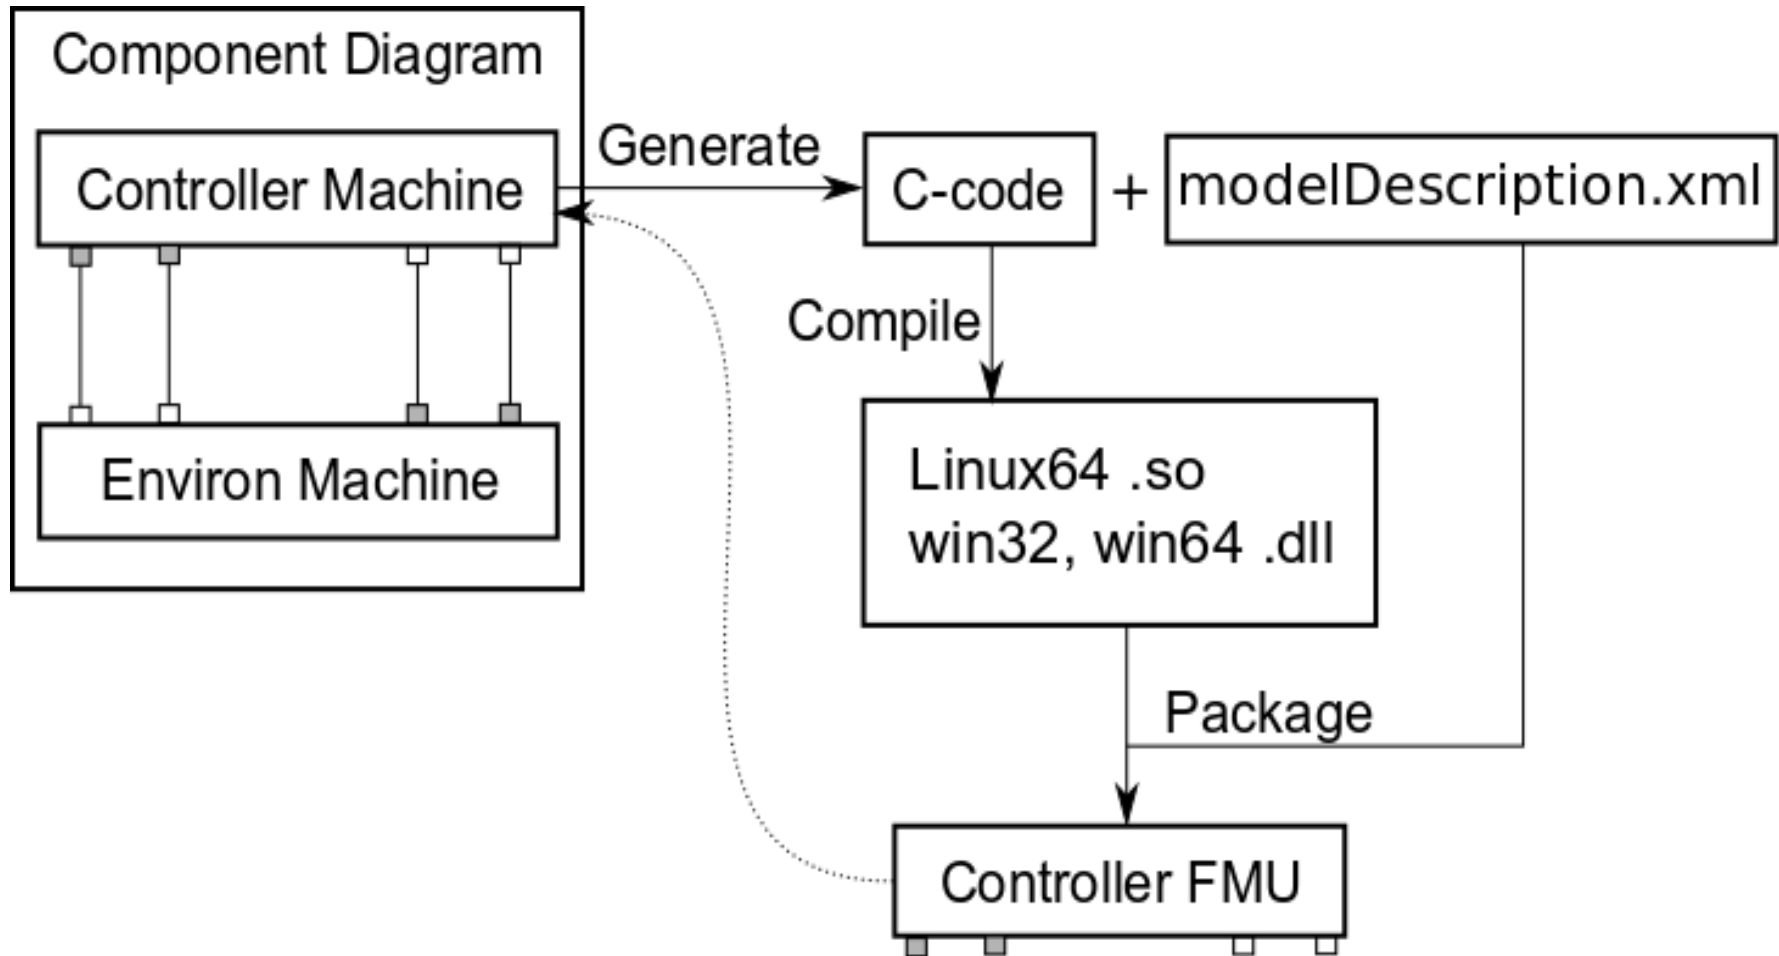 Component Diagram
Controller Machine
Generate
C-code
+
modelDescription.xml
Compile
Environ Machine
Linux64 .so
win32, win64 .dll
Package
Controller FMU